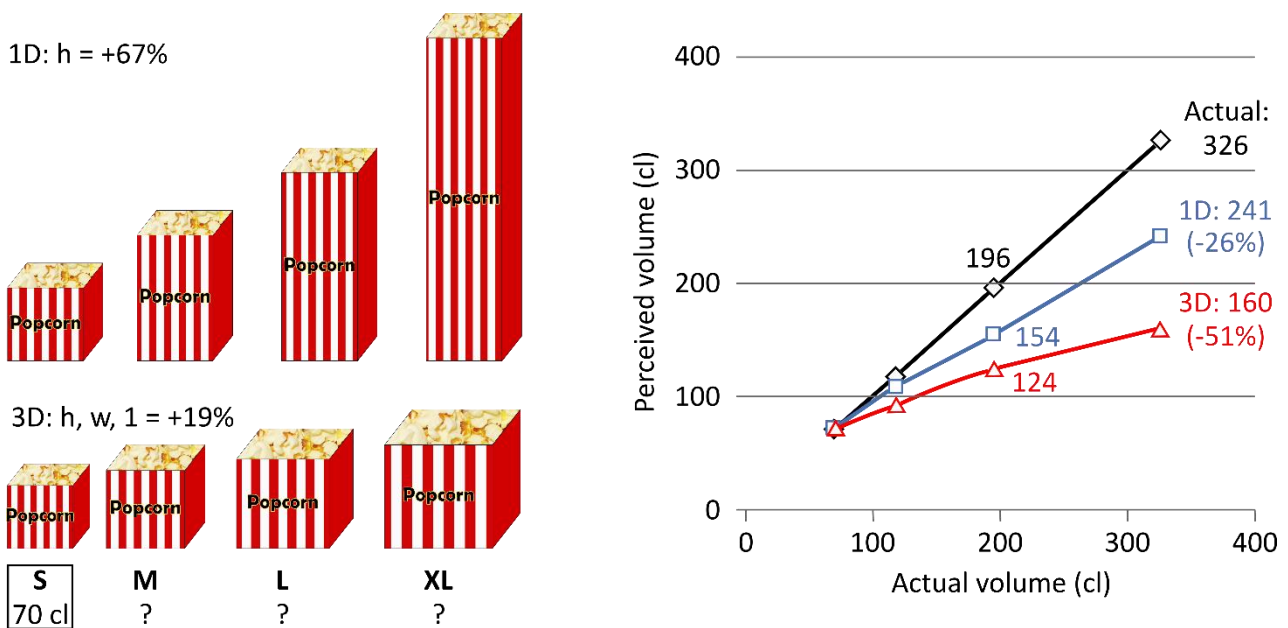 1D: h = +67%
Popcorn
Popcorn
Popcorn
Popcorn
3D: h, w, 1 = +19%
Popcorn
Popcorn
Popcorn
Popcorn
S M L XL
70 cl ? ? ?
Perceived volume (cl)
400
300
200
100
0
0 100 200 300 400
Actual volume (cl)
Actual:
326
1D: 241
(-26%)
3D: 160
(-51%)
196
154
124